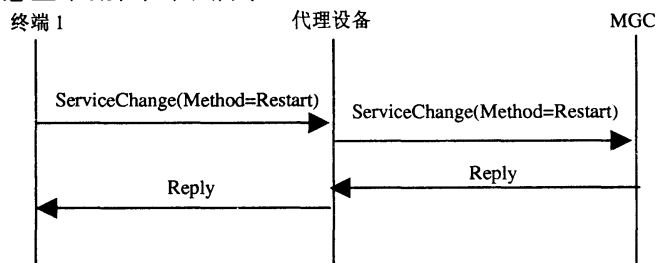 终端 1 代理设备 MGC
ServiceChange(Method=Restart)
ServiceChange(Method=Restart)
Reply
Reply